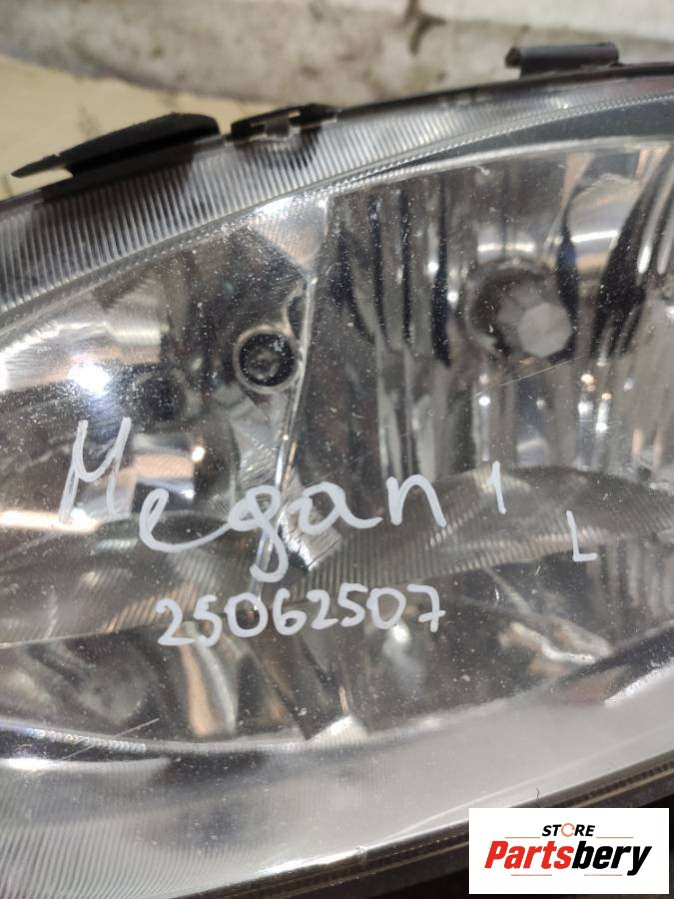 Megan 1
L
25062507
STORE
Partsbery